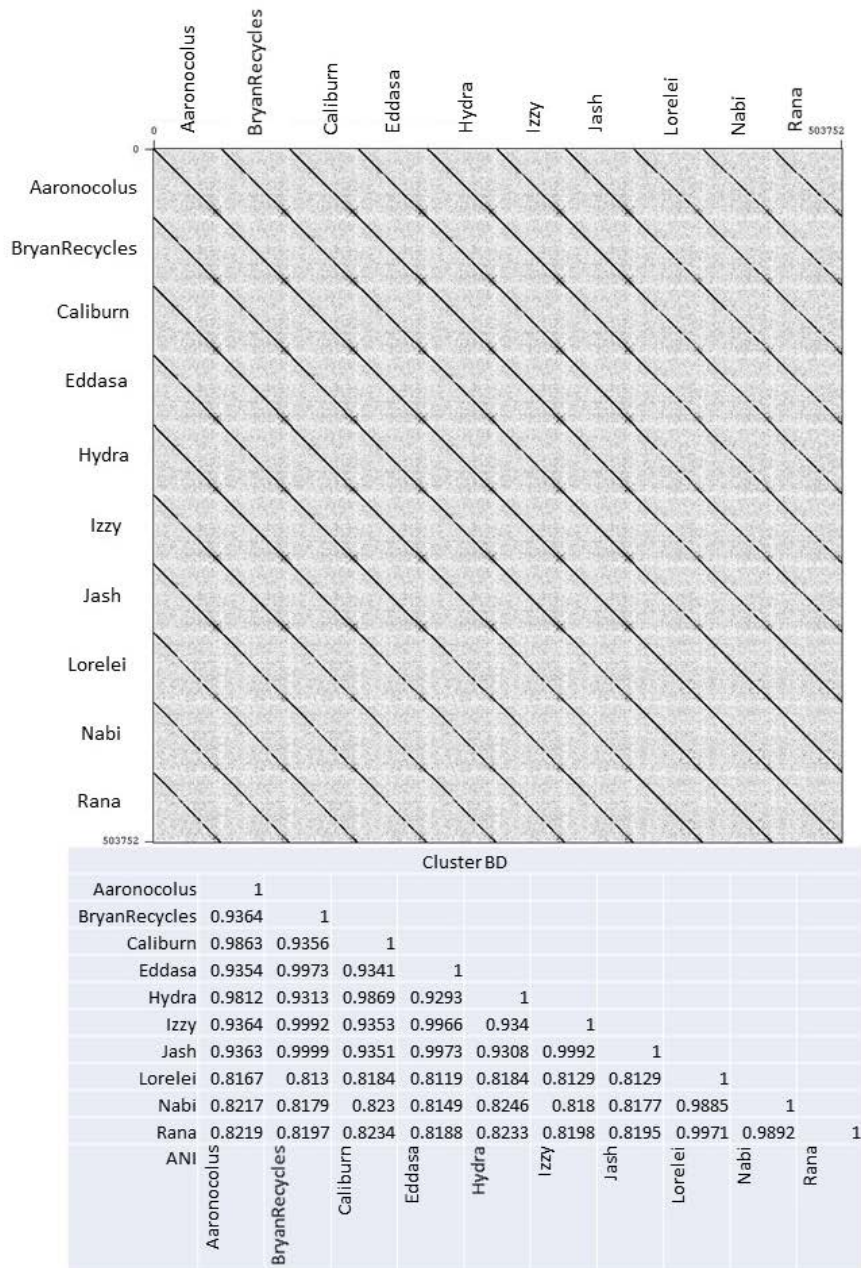 Aaronocolus BryanRecycles Caliburn Eddasa Hydra Izzy Jash Lorelei Nabi Rana
0 503752
0
Aaronocolus
BryanRecycles
Caliburn
Eddasa
Hydra
Izzy
Jash
Lorelei
Nabi
Rana
503752
Cluster BD
Aaronocolus 1
BryanRecycles 0.9364 1
Caliburn 0.9863 0.9356 1
Eddasa 0.9354 0.9973 0.9341 1
Hydra 0.9812 0.9313 0.9869 0.9293 1
Izzy 0.9364 0.9992 0.9353 0.9966 0.934 1
Jash 0.9363 0.9999 0.9351 0.9973 0.9308 0.9992 1
Lorelei 0.8167 0.813 0.8184 0.8119 0.8184 0.8129 0.8129 1
Nabi 0.8217 0.8179 0.823 0.8149 0.8246 0.818 0.8177 0.9885 1
Rana 0.8219 0.8197 0.8234 0.8188 0.8233 0.8198 0.8195 0.9971 0.9892 1
ANI Aaronocolus BryanRecycles Caliburn Eddasa Hydra Izzy Jash Lorelei Nabi Rana